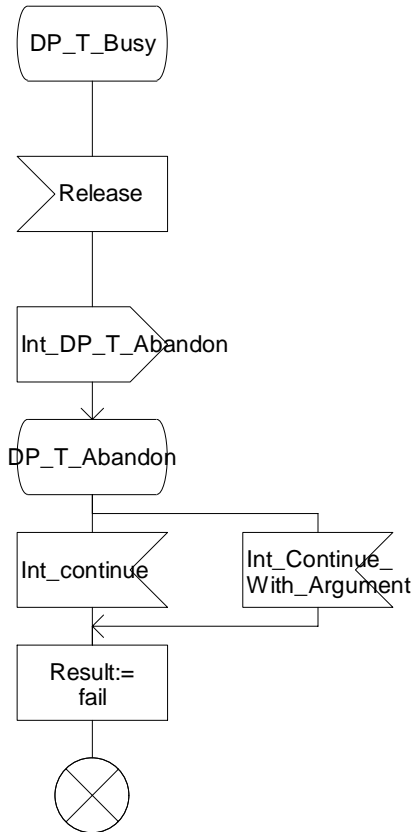 DP_T_Busy
Release
Int_DP_T_Abandon
DP_T_Abandon
Int_continue
Int_Continue_
With_Argument
Result:=
fail